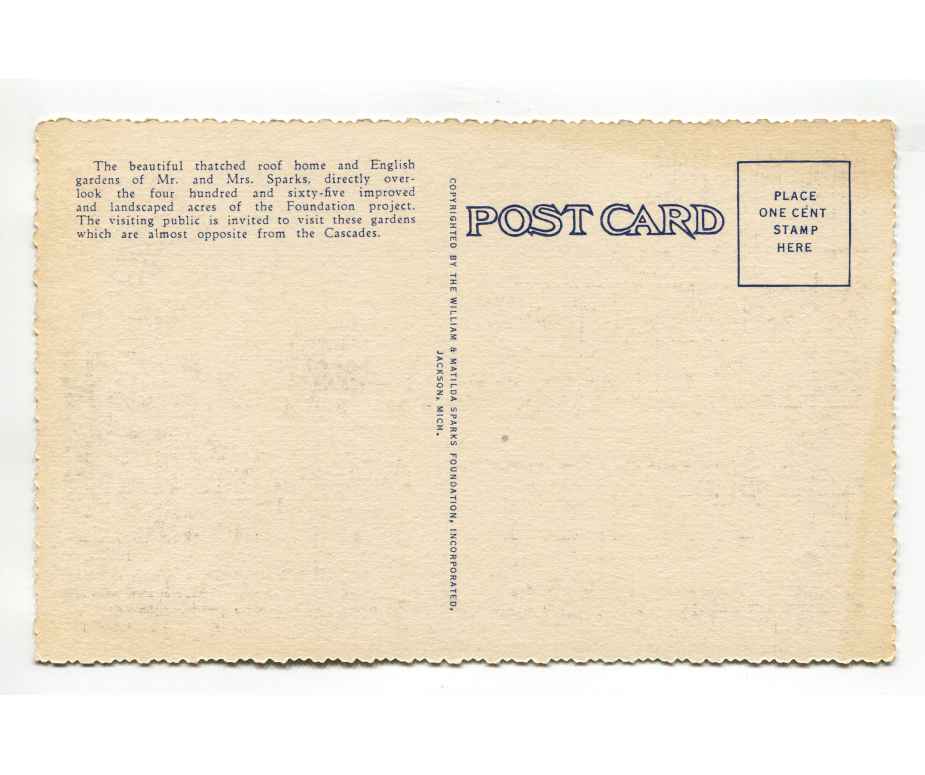 The beautiful thatched roof home and English
gardens of Mr. and Mrs. Sparks, directly over-
look the four hundred and sixty-five improved
and landscaped acres of the Foundation project.
The visiting public is invited to visit these gardens
which are almost opposite from the Cascades.
COPYRIGHTED BY THE WILLIAM & MATILDA SPARKS FOUNDATION, INCORPORATED,
JACKSON, MICH.
POST CARD
PLACE
ONE CENT
STAMP
HERE